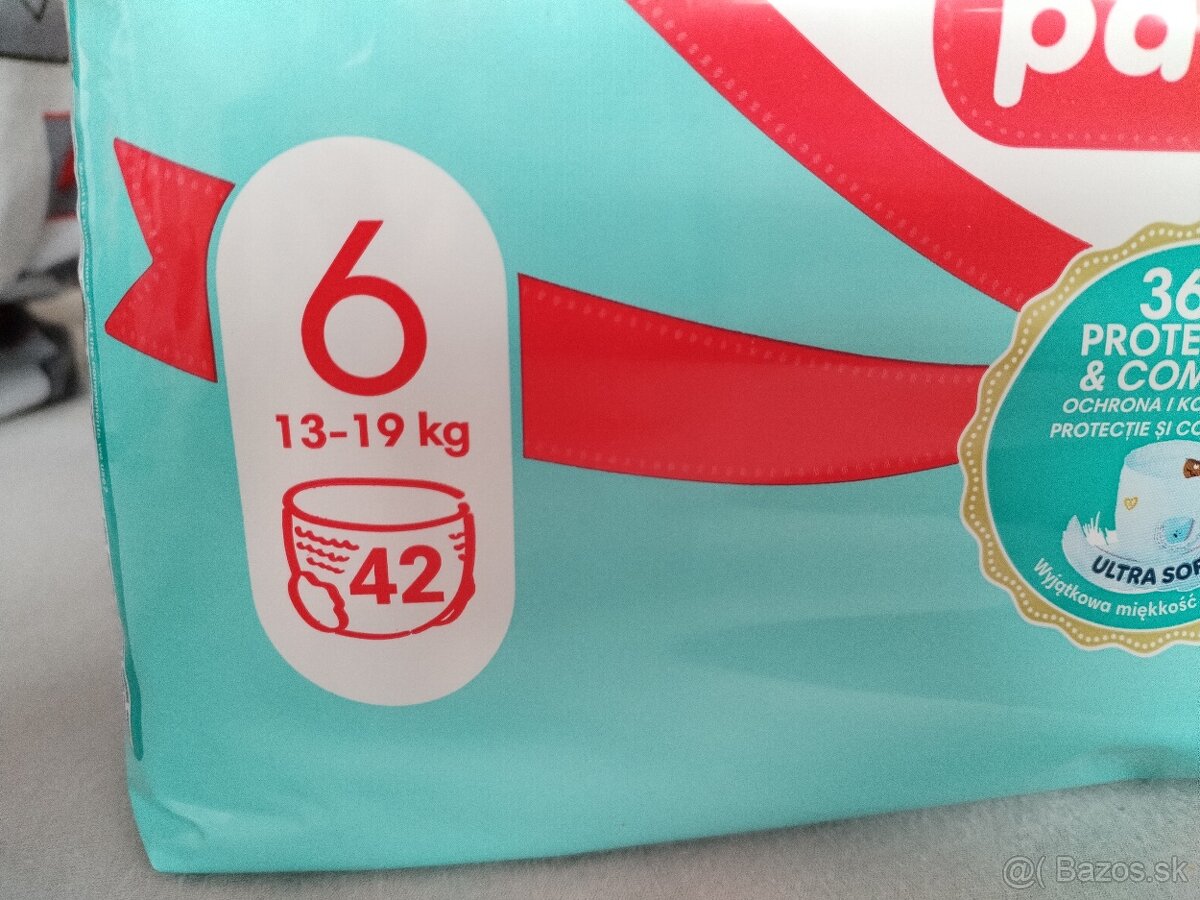 pa
6
13-19 kg
42
36
PROTE
& COM
OCHRONA I KO
PROTECȚIE ȘI CO
ULTRA SOF
Wyjątkowa miękkość
@( Bazos.sk